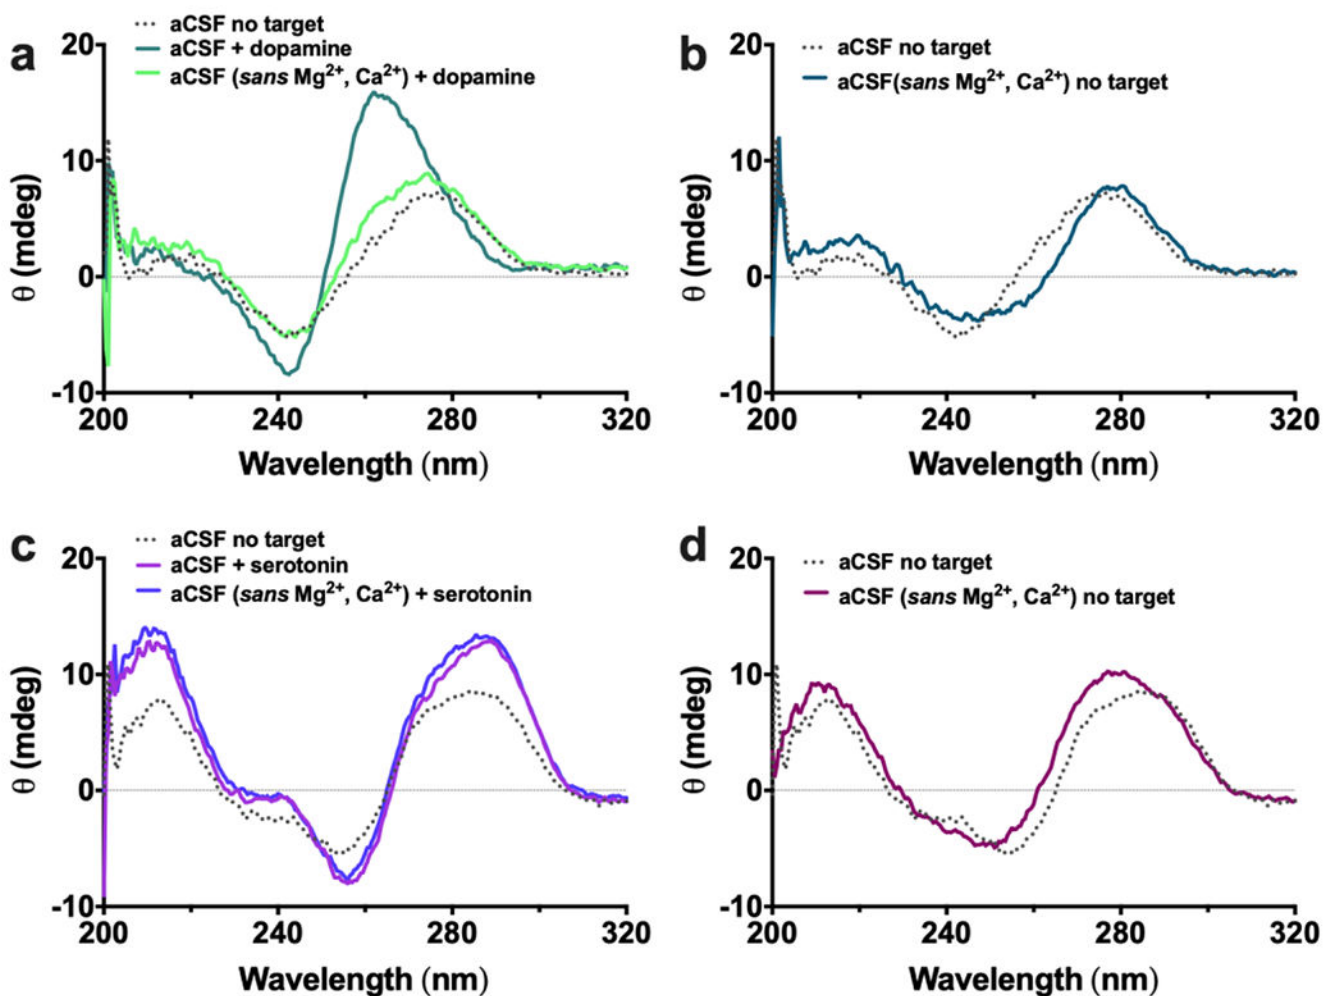 a
aCSF no target
aCSF + dopamine
aCSF (sans Mg²⁺, Ca²⁺) + dopamine
20
10
0
-10
θ (mdeg)
200 240 280 320
Wavelength (nm)
b
aCSF no target
aCSF(sans Mg²⁺, Ca²⁺) no target
20
10
0
-10
θ (mdeg)
200 240 280 320
Wavelength (nm)
c
aCSF no target
aCSF + serotonin
aCSF (sans Mg²⁺, Ca²⁺) + serotonin
20
10
0
-10
θ (mdeg)
200 240 280 320
Wavelength (nm)
d
aCSF no target
aCSF (sans Mg²⁺, Ca²⁺) no target
20
10
0
-10
θ (mdeg)
200 240 280 320
Wavelength (nm)